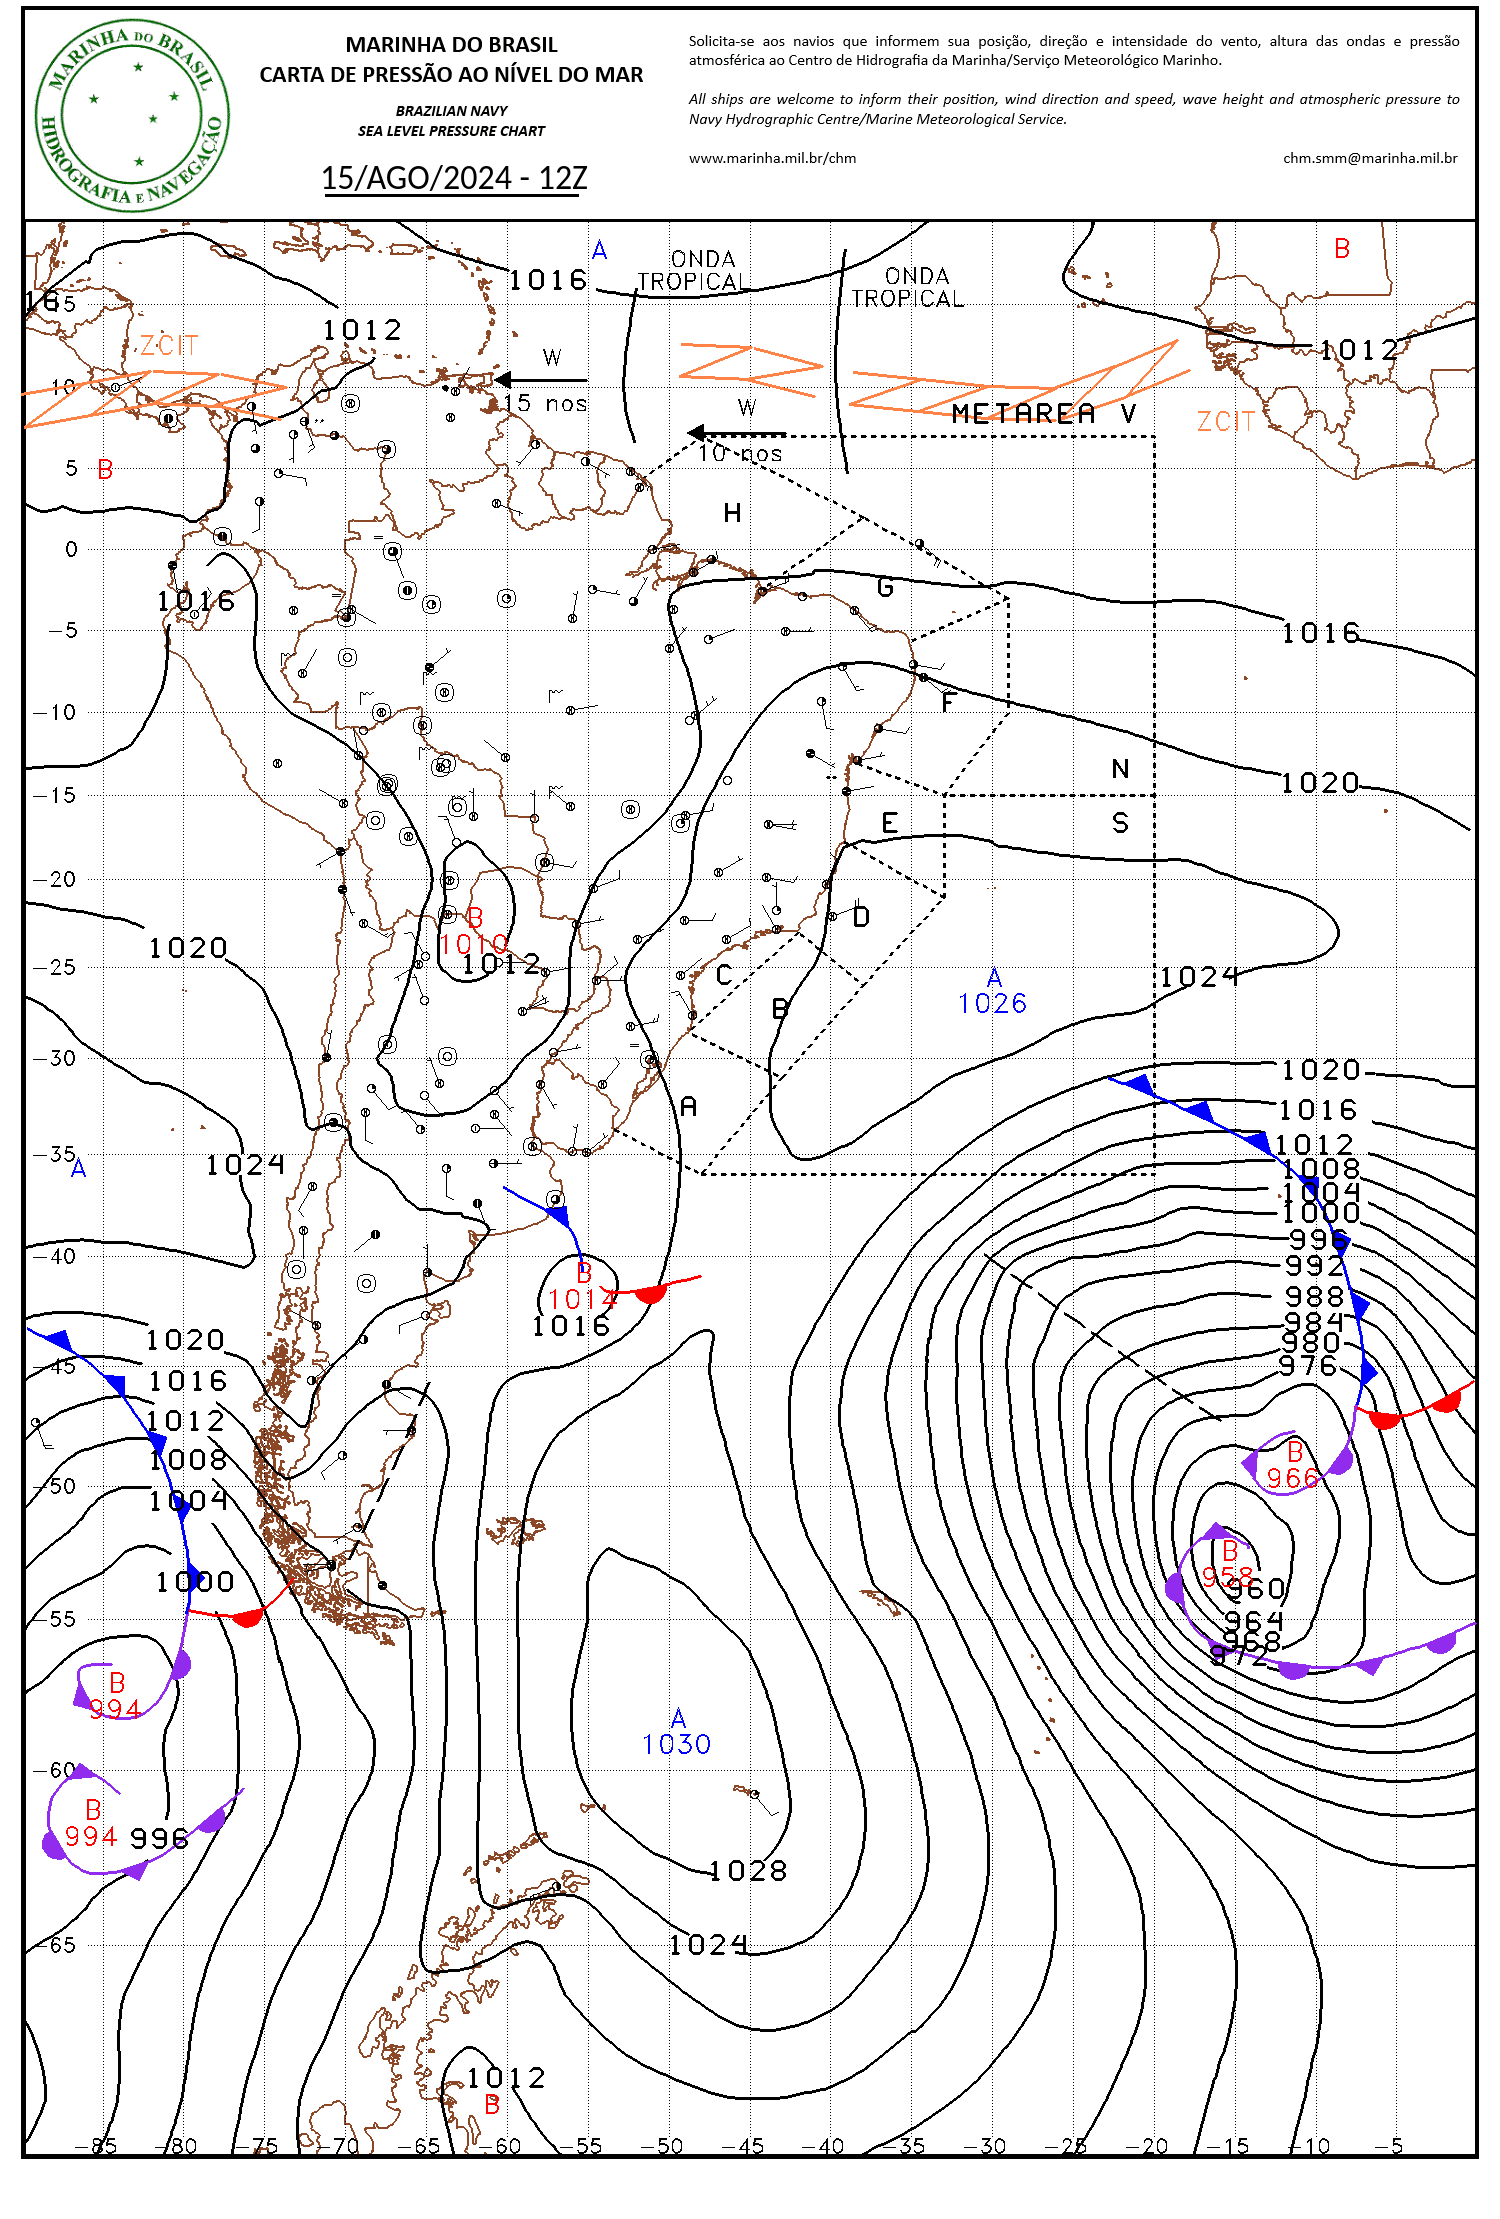 MARINHA DO BRASIL
HIDROGRAFIA E NAVEGAÇÃO
MARINHA DO BRASIL
CARTA DE PRESSÃO AO NÍVEL DO MAR
BRAZILIAN NAVY
SEA LEVEL PRESSURE CHART
15/AGO/2024 - 12Z
Solicita-se aos navios que informem sua posição, direção e intensidade do vento, altura das ondas e pressão
atmosférica ao Centro de Hidrografia da Marinha/Serviço Meteorológico Marinho.
All ships are welcome to inform their position, wind direction and speed, wave height and atmospheric pressure to
Navy Hydrographic Centre/Marine Meteorological Service.
www.marinha.mil.br/chm
chm.smm@marinha.mil.br
A
ONDA
TROPICAL
ONDA
TROPICAL
B
1016
16
15
1012
1012
ZCIT
W
15 nos
10
W
10 nos
METAREA V
ZCIT
B
5
H
0
1016
G
-5
1016
F
-10
N
1020
-15
E
S
-20
B
1010
1012
D
1020
-25
C
A
1026
1024
B
-30
1020
A
1016
1012
-35
A
1024
1008
1004
1000
996
-40
992
B
1014
1016
988
984
980
976
1020
-45
1016
1012
1008
B
966
-50
1004
B
958
960
1000
-55
964
968
972
B
994
A
1030
-60
B
994
996
1028
-65
1024
1012
B
-85 -80 -75 -70 -65 -60 -55 -50 -45 -40 -35 -30 -25 -20 -15 -10 -5